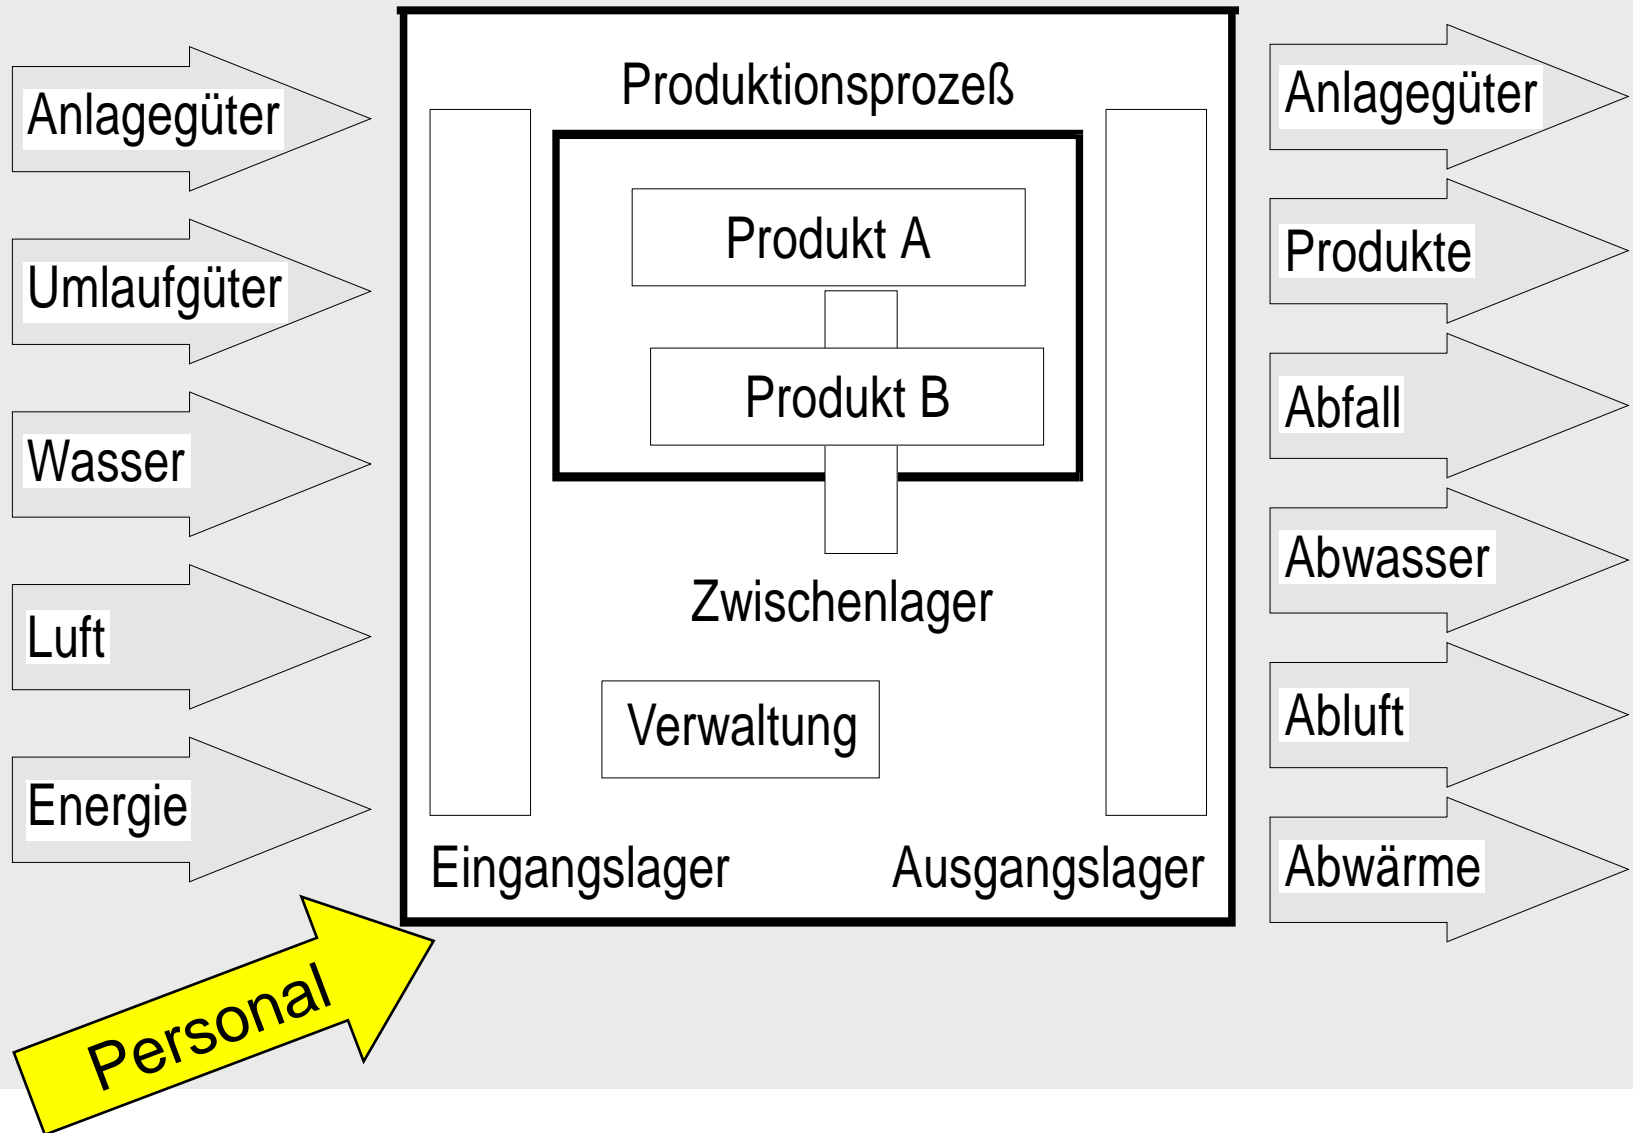 Anlagegüter
Umlaufgüter
Wasser
Luft
Energie
Personal
Produktionsprozeß
Produkt A
Produkt B
Zwischenlager
Verwaltung
Eingangslager
Ausgangslager
Anlagegüter
Produkte
Abfall
Abwasser
Abluft
Abwärme